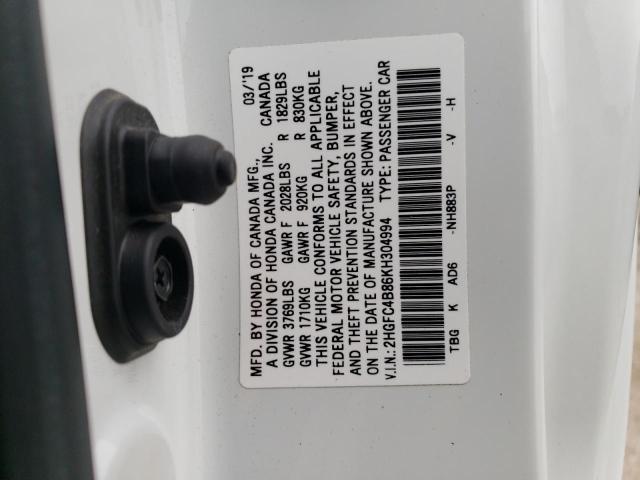 MFD. BY HONDA OF CANADA MFG., 03/'19
A DIVISION OF HONDA CANADA INC. CANADA
GVWR 3769LBS GAWR F 2028LBS R 1829LBS
GVWR 1710KG GAWR F 920KG R 830KG
THIS VEHICLE CONFORMS TO ALL APPLICABLE
FEDERAL MOTOR VEHICLE SAFETY, BUMPER,
AND THEFT PREVENTION STANDARDS IN EFFECT
ON THE DATE OF MANUFACTURE SHOWN ABOVE.
V.I.N.: 2HGFC4B86KH304994 TYPE: PASSENGER CAR
TBG K AD6 -NH883P -V -H